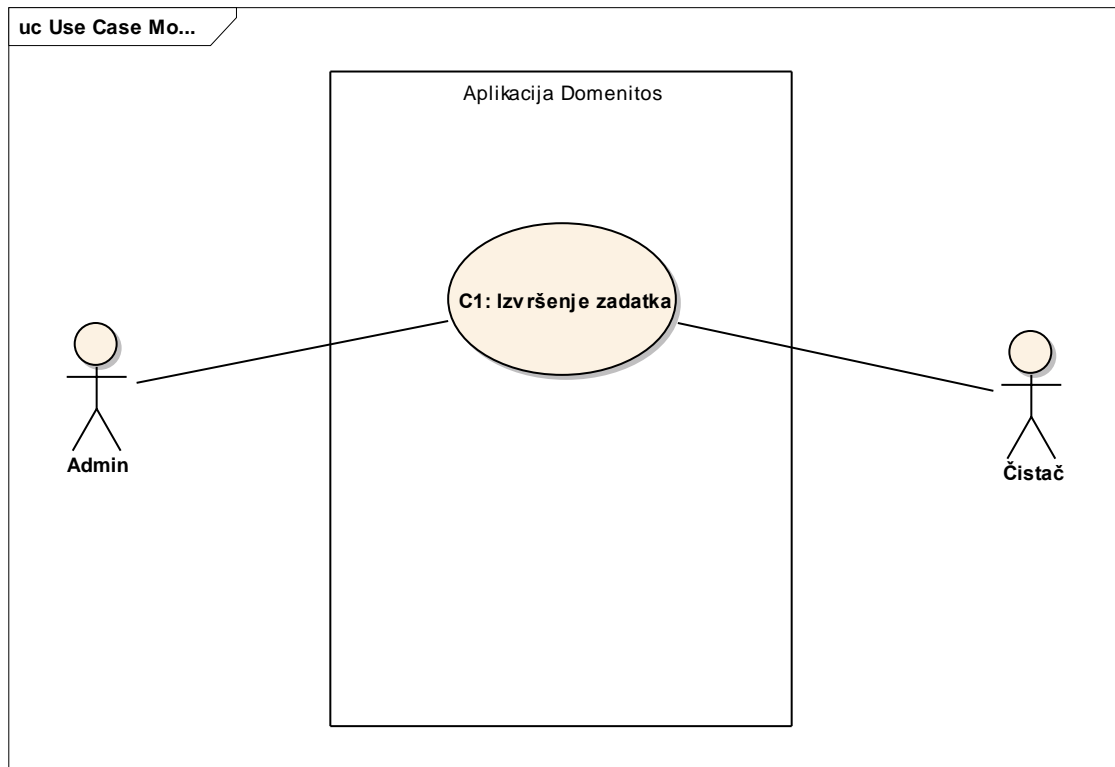 uc Use Case Mo...
Aplikacija Domenitos
C1: Izvršenje zadatka
Admin
Čistač